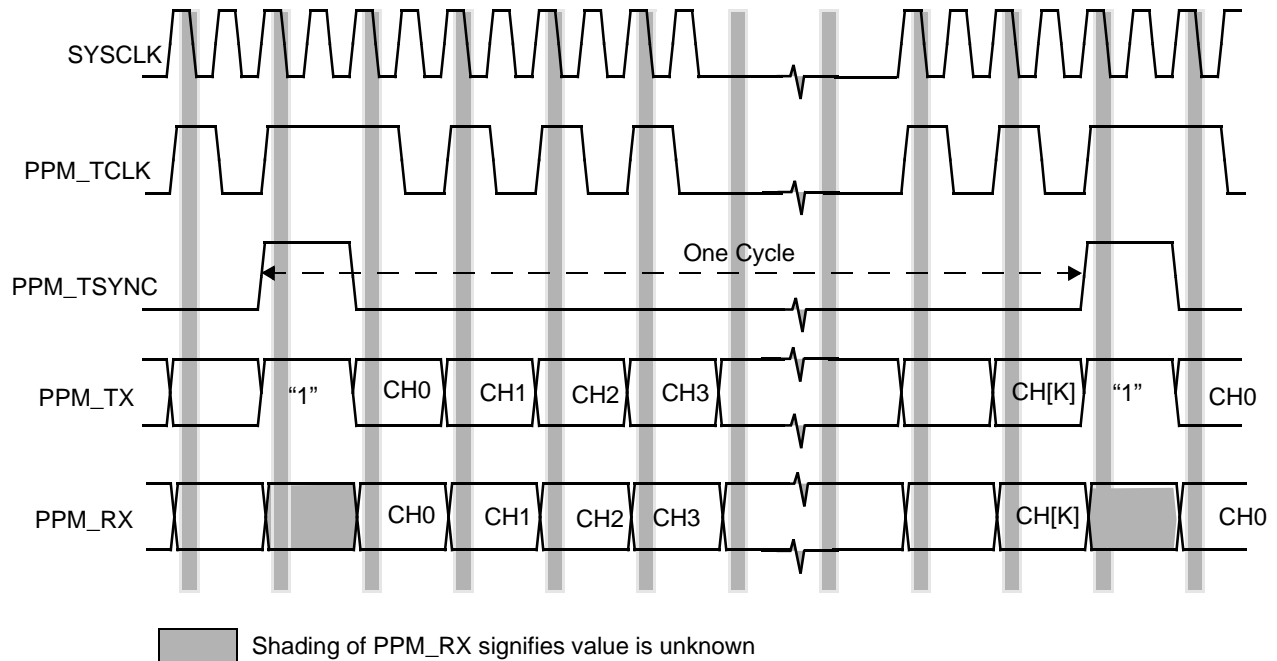 SYSCLK
PPM_TCLK
One Cycle
PPM_TSYNC
PPM_TX
“1” CH0 CH1 CH2 CH3 CH[K] “1” CH0
PPM_RX
CH0 CH1 CH2 CH3 CH[K] CH0
Shading of PPM_RX signifies value is unknown